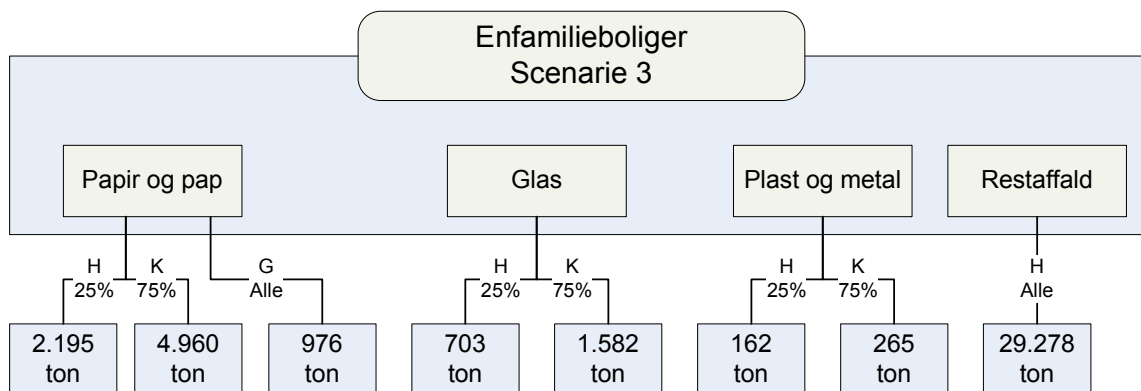 Enfamilieboliger
Scenarie 3
Papir og pap
Glas
Plast og metal
Restaffald
H
25%
K
75%
G
Alle
H
25%
K
75%
H
25%
K
75%
H
Alle
2.195
ton
4.960
ton
976
ton
703
ton
1.582
ton
162
ton
265
ton
29.278
ton